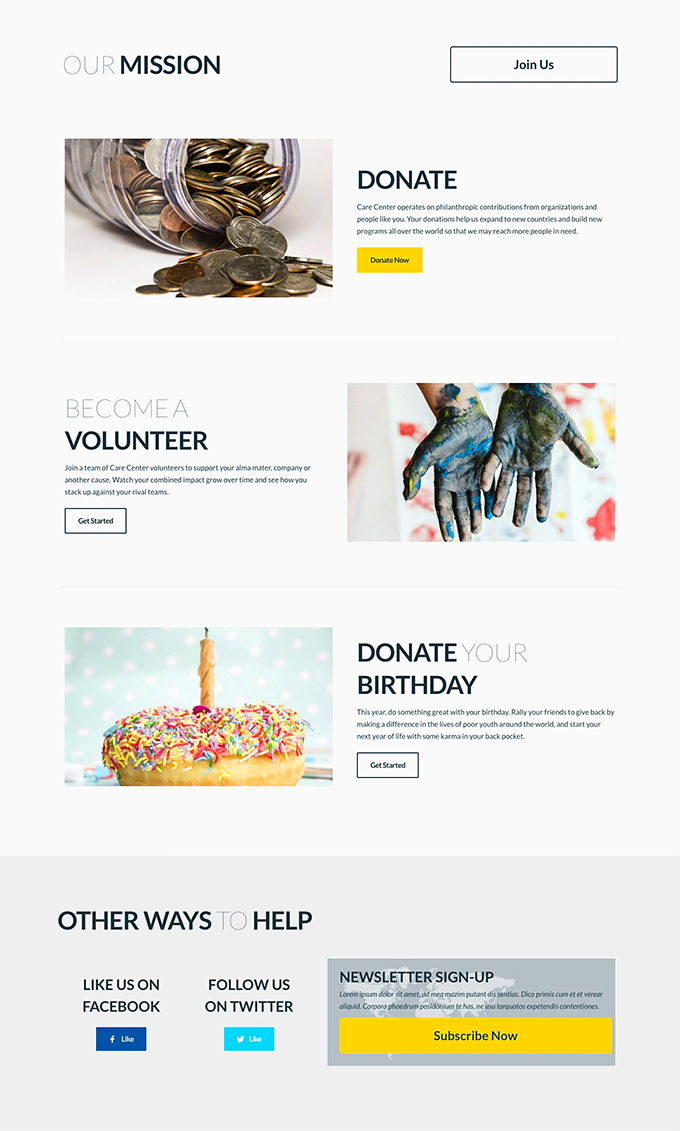 OUR MISSION
Join Us
DONATE
Care Center operates on philanthropic contributions from organizations and
people like you. Your donations help us expand to new countries and build new
programs all over the world so that we may reach more people in need.
Donate Now
BECOME A
VOLUNTEER
Join a team of Care Center volunteers to support your alma mater, company or
another cause. Watch your combined impact grow over time and see how you
stack up against your rival teams.
Get Started
DONATE YOUR
BIRTHDAY
This year, do something great with your birthday. Rally your friends to give back by
making a difference in the lives of poor youth around the world, and start your
next year of life with some karma in your back pocket.
Get Started
OTHER WAYS TO HELP
LIKE US ON
FACEBOOK
Like
FOLLOW US
ON TWITTER
Like
NEWSLETTER SIGN-UP
Lorem ipsum dolor sit amet, ad mea mazim putant dis sentias. Dico primis cum et et verear
aliquid. Corpora phaedrum posidonium te has, ne usu torquatos expetendis contentiones.
Subscribe Now